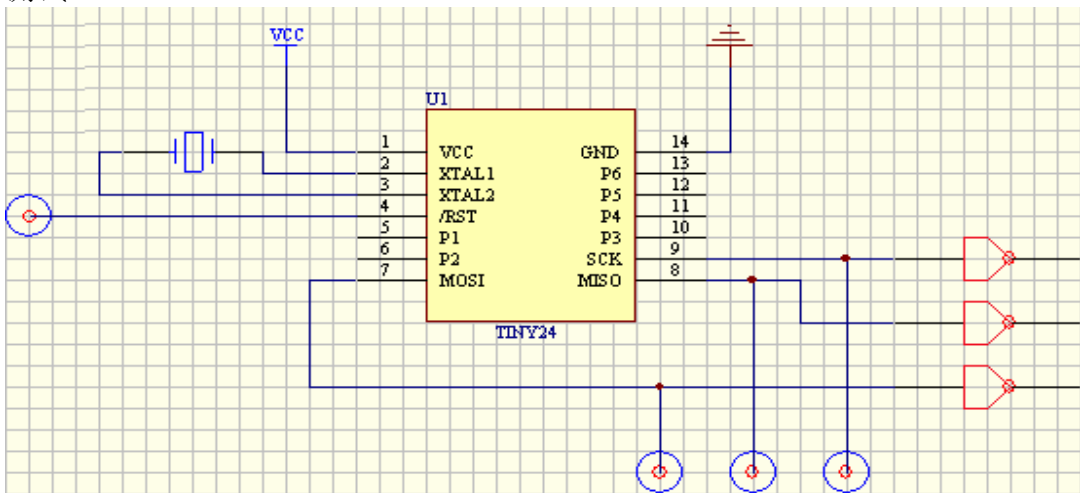 VCC
U1
1 VCC GND 14
2 XTAL1 P6 13
3 XTAL2 P5 12
4 /RST P4 11
5 P1 P3 10
6 P2 SCK 9
7 MOSI MISO 8
TINY24